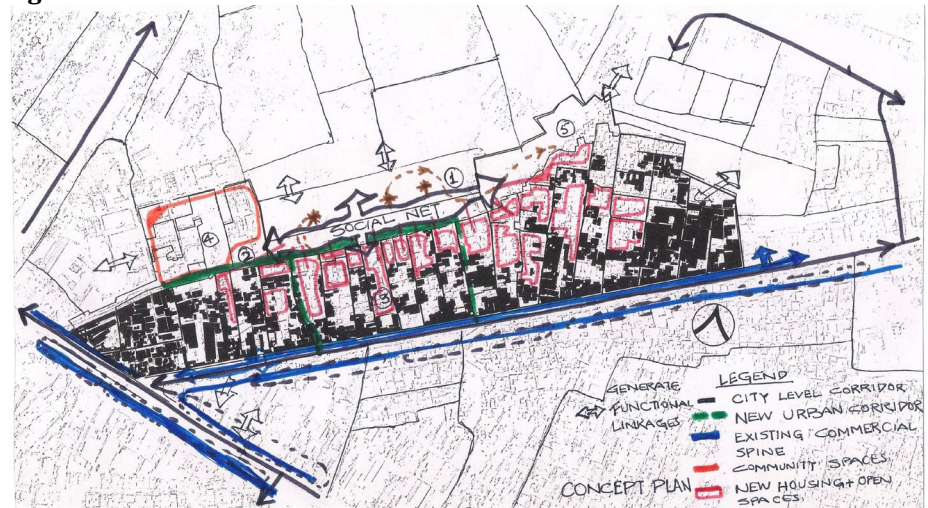 g
⑤
①
SOCIAL NET
④
②
③
LEGEND
GENERATE
FUNCTIONAL
LINKAGES
CITY LEVEL CORRIDOR
NEW URBAN CORRIDOR
EXISTING COMMERCIAL
SPINE
COMMUNITY SPACES
NEW HOUSING + OPEN
SPACES
CONCEPT PLAN